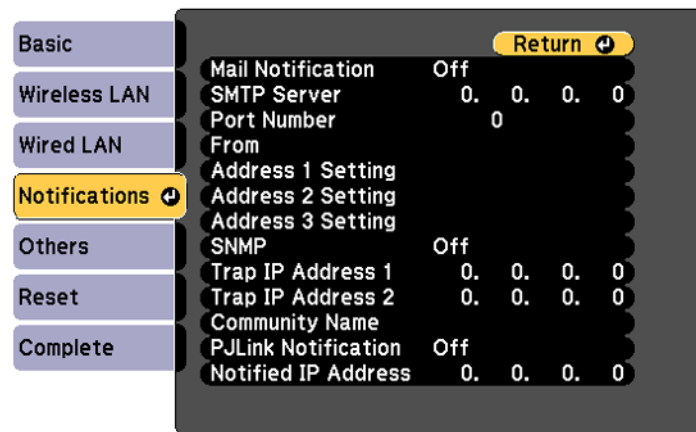 Basic
Wireless LAN
Wired LAN
Notifications
Others
Reset
Complete
Return
Mail Notification Off
SMTP Server 0. 0. 0. 0
Port Number 0
From
Address 1 Setting
Address 2 Setting
Address 3 Setting
SNMP Off
Trap IP Address 1 0. 0. 0. 0
Trap IP Address 2 0. 0. 0. 0
Community Name
PJLink Notification Off
Notified IP Address 0. 0. 0. 0